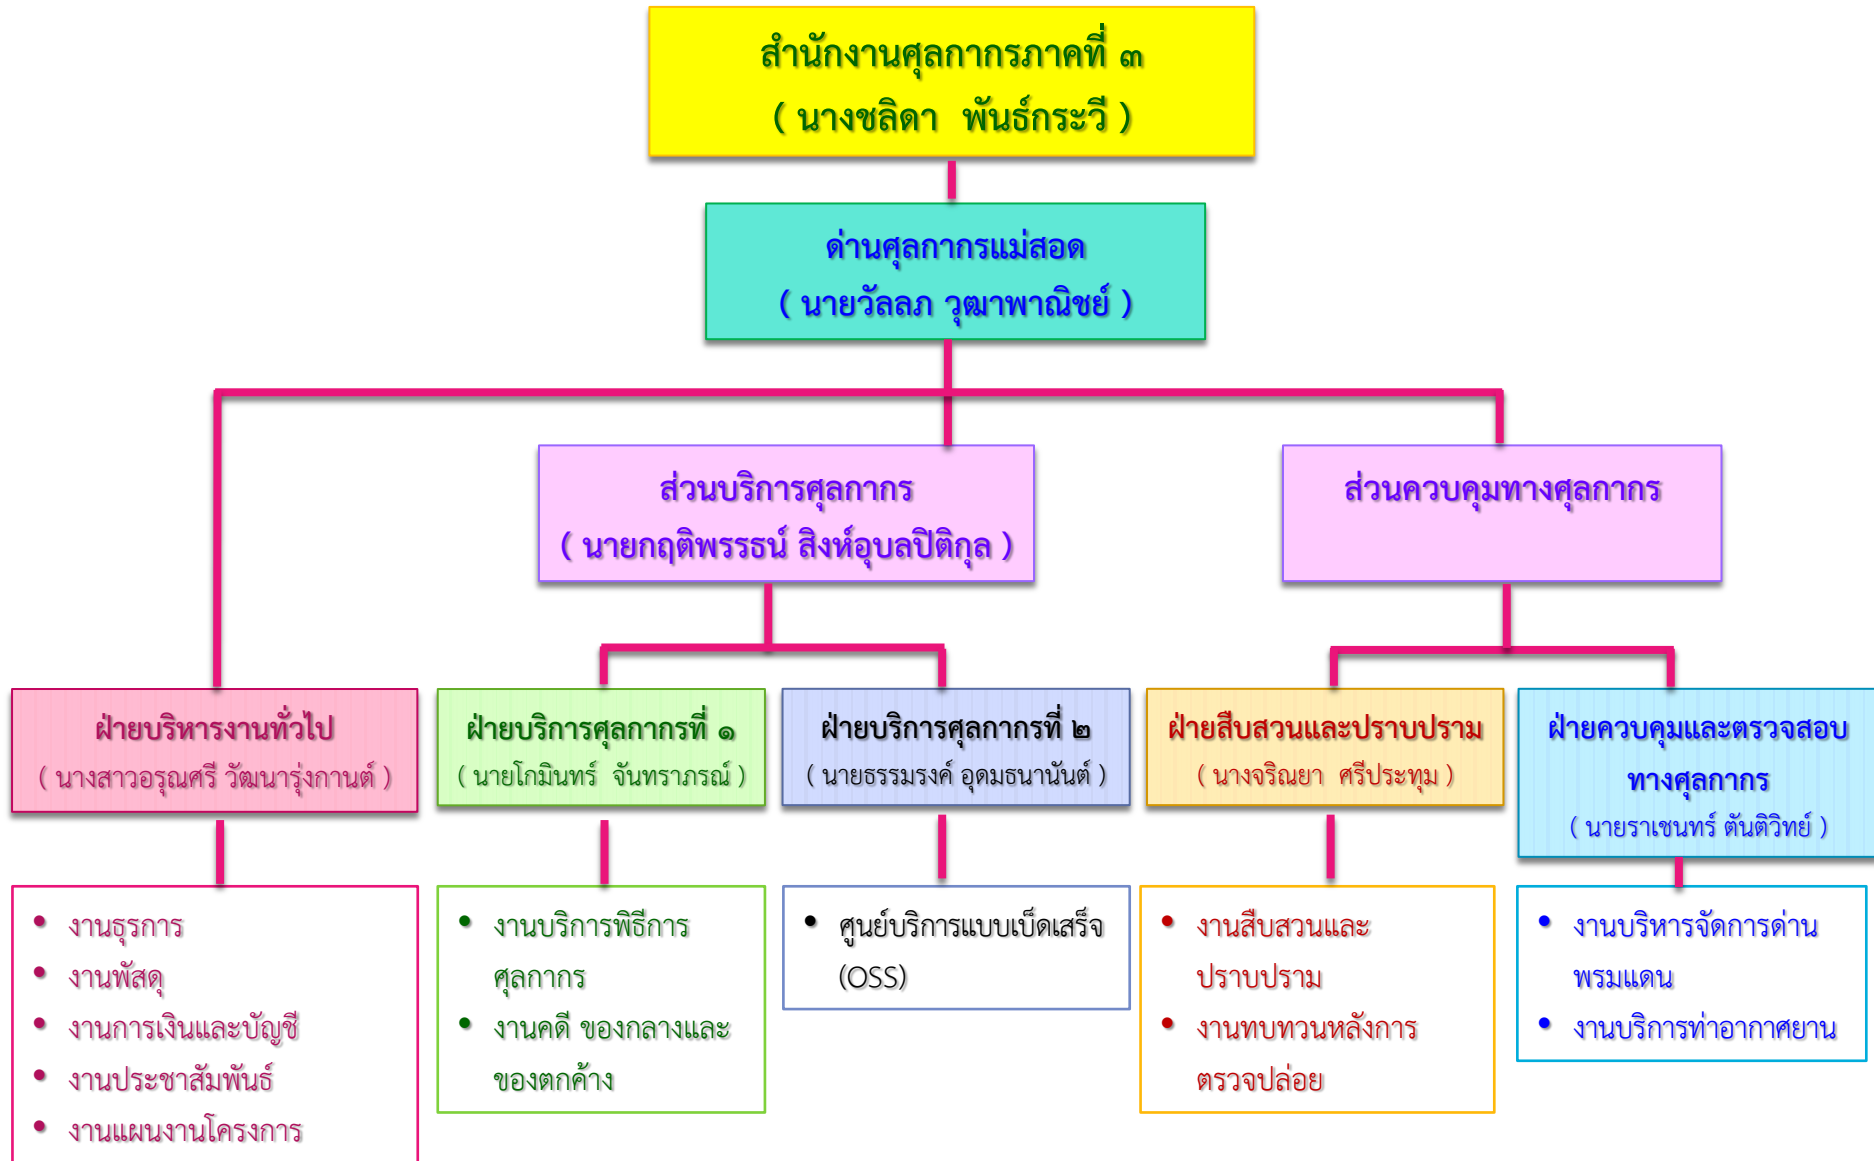 สำนักงานศุลกากรภาคที่ ๓
( นางชลิดา พันธ์กระวี )
ด่านศุลกากรแม่สอด
( นายวัลลภ วุฒาพาณิชย์ )
ส่วนบริการศุลกากร
( นายกฤติพรรธน์ สิงห์อุบลปิติกุล )
ส่วนควบคุมทางศุลกากร
ฝ่ายบริหารงานทั่วไป
( นางสาวอรุณศรี วัฒนารุ่งกานต์ )
ฝ่ายบริการศุลกากรที่ ๑
( นายโกมินทร์ จันทราภรณ์ )
ฝ่ายบริการศุลกากรที่ ๒
( นายธรรมรงค์ อุดมธนานันต์ )
ฝ่ายสืบสวนและปราบปราม
( นางจริณยา ศรีประทุม )
ฝ่ายควบคุมและตรวจสอบ
ทางศุลกากร
( นายราเชนทร์ ตันติวิทย์ )
• งานธุรการ
• งานพัสดุ
• งานการเงินและบัญชี
• งานประชาสัมพันธ์
• งานแผนงานโครงการ
• งานบริการพิธีการ
ศุลกากร
• งานคดี ของกลางและ
ของตกค้าง
• ศูนย์บริการแบบเบ็ดเสร็จ
(OSS)
• งานสืบสวนและ
ปราบปราม
• งานทบทวนหลังการ
ตรวจปล่อย
• งานบริหารจัดการด่าน
พรมแดน
• งานบริการท่าอากาศยาน